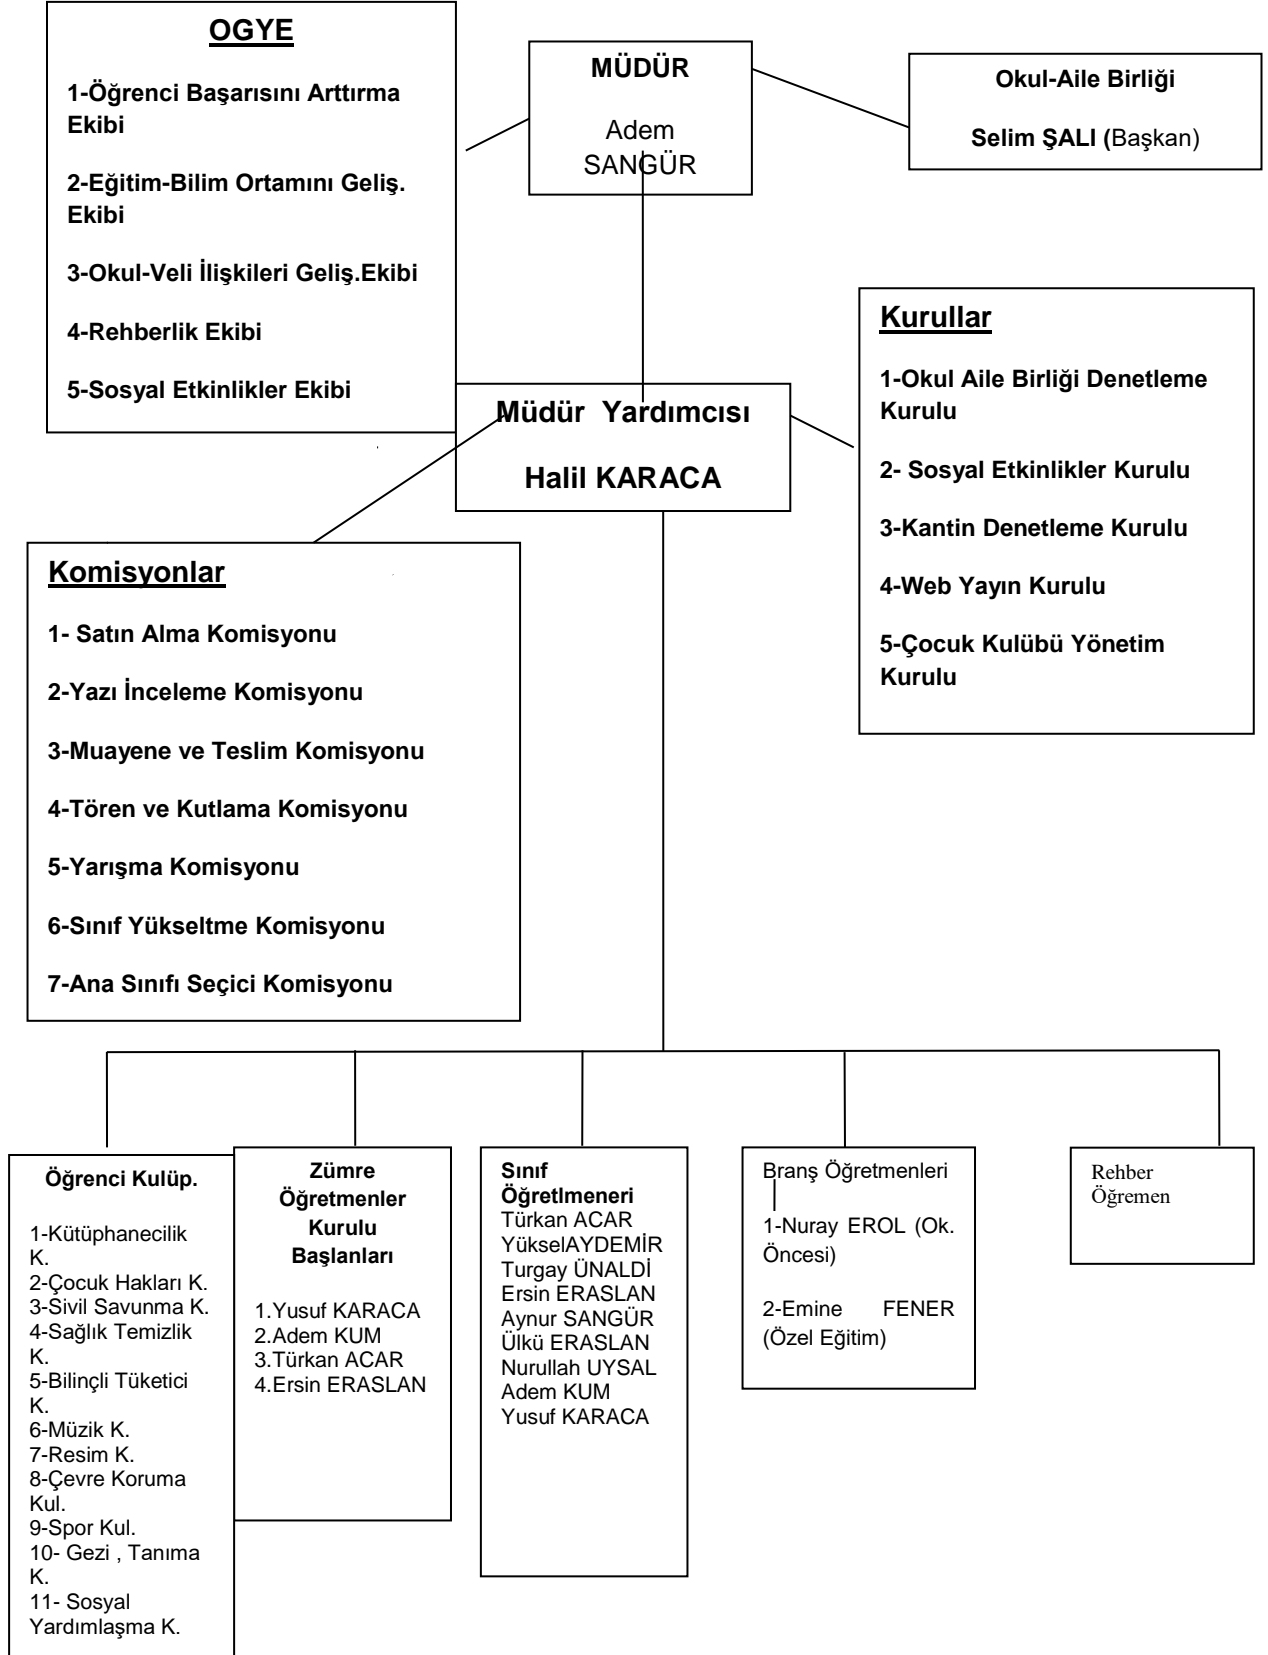 OGYE
1-Öğrenci Başarısını Arttırma
Ekibi
2-Eğitim-Bilim Ortamını Geliş.
Ekibi
3-Okul-Veli İlişkileri Geliş.Ekibi
4-Rehberlik Ekibi
5-Sosyal Etkinlikler Ekibi
MÜDÜR
Adem
SANGÜR
Okul-Aile Birliği
Selim ŞALI (Başkan)
Kurullar
1-Okul Aile Birliği Denetleme
Kurulu
2- Sosyal Etkinlikler Kurulu
3-Kantin Denetleme Kurulu
4-Web Yayın Kurulu
5-Çocuk Kulübü Yönetim
Kurulu
Müdür Yardımcısı
Halil KARACA
Komisyonlar
1- Satın Alma Komisyonu
2-Yazı İnceleme Komisyonu
3-Muayene ve Teslim Komisyonu
4-Tören ve Kutlama Komisyonu
5-Yarışma Komisyonu
6-Sınıf Yükseltme Komisyonu
7-Ana Sınıfı Seçici Komisyonu
Öğrenci Kulüp.
1-Kütüphanecilik
K.
2-Çocuk Hakları K.
3-Sivil Savunma K.
4-Sağlık Temizlik
K.
5-Bilinçli Tüketici
K.
6-Müzik K.
7-Resim K.
8-Çevre Koruma
Kul.
9-Spor Kul.
10- Gezi , Tanıma
K.
11- Sosyal
Yardımlaşma K.
Zümre
Öğretmenler
Kurulu
Başlanları
1.Yusuf KARACA
2.Adem KUM
3.Türkan ACAR
4.Ersin ERASLAN
Sınıf
Öğretlmeneri
Türkan ACAR
YükselAYDEMİR
Turgay ÜNALDİ
Ersin ERASLAN
Aynur SANGÜR
Ülkü ERASLAN
Nurullah UYSAL
Adem KUM
Yusuf KARACA
Branş Öğretmenleri
1-Nuray EROL (Ok.
Öncesi)
2-Emine FENER
(Özel Eğitim)
Rehber
Öğremen